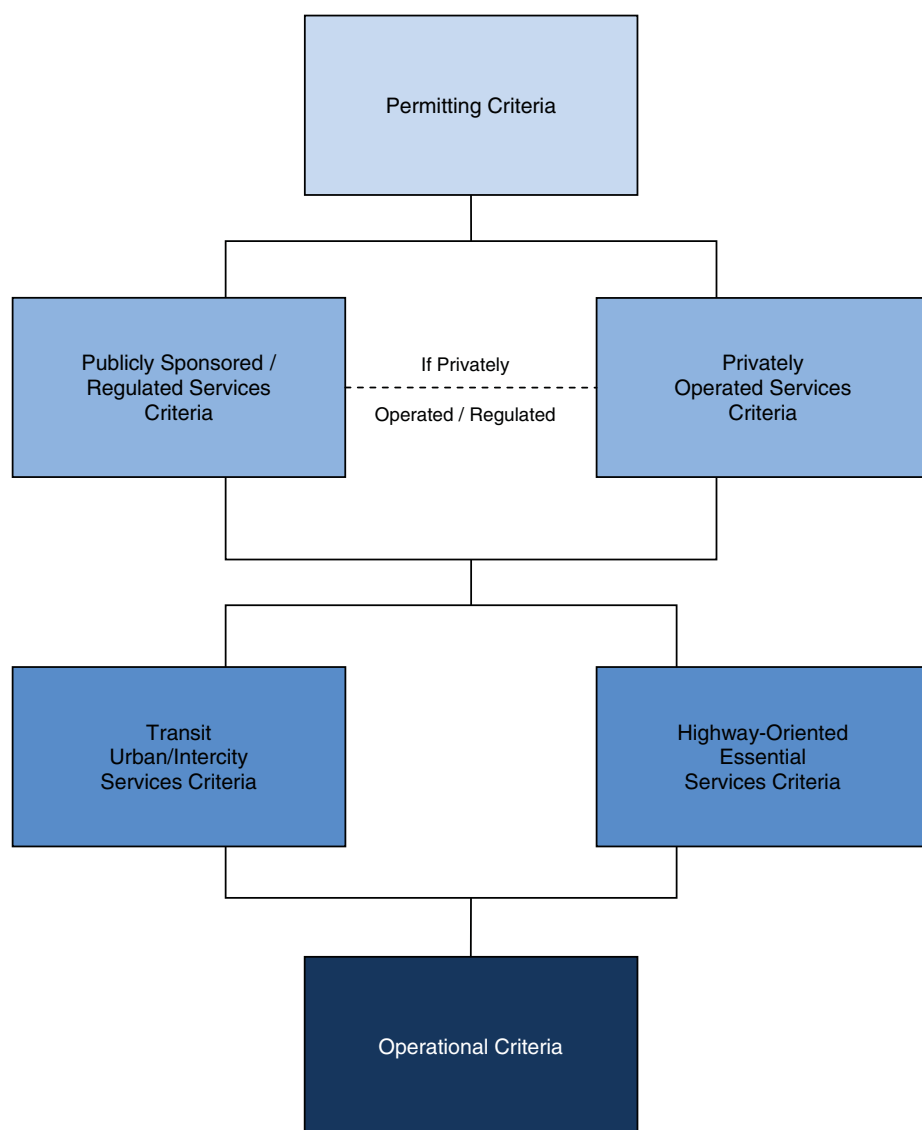 Permitting Criteria
Publicly Sponsored /
Regulated Services
Criteria
If Privately
Operated / Regulated
Privately
Operated Services
Criteria
Transit
Urban/Intercity
Services Criteria
Highway-Oriented
Essential
Services Criteria
Operational Criteria